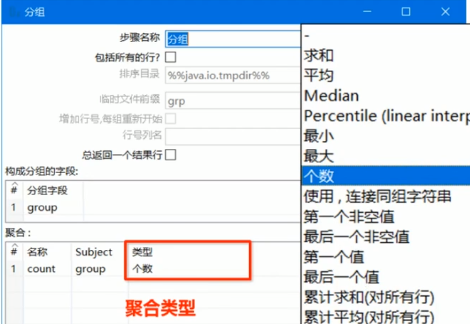 分组
步骤名称 分组
包括所有的行?
排序目录 %%java.io.tmpdir%%
临时文件前缀 grp
增加行号,每组重新开始
行号列名
总返回一个结果行
构成分组的字段:
# 分组字段
1 group
聚合 :
# 名称 Subject 类型
1 count group 个数
聚合类型
-
求和
平均
Median
Percentile (linear interp
最小
最大
个数
使用 , 连接同组字符串
第一个非空值
最后一个非空值
第一个值
最后一个值
累计求和(对所有行)
累计平均(对所有行)